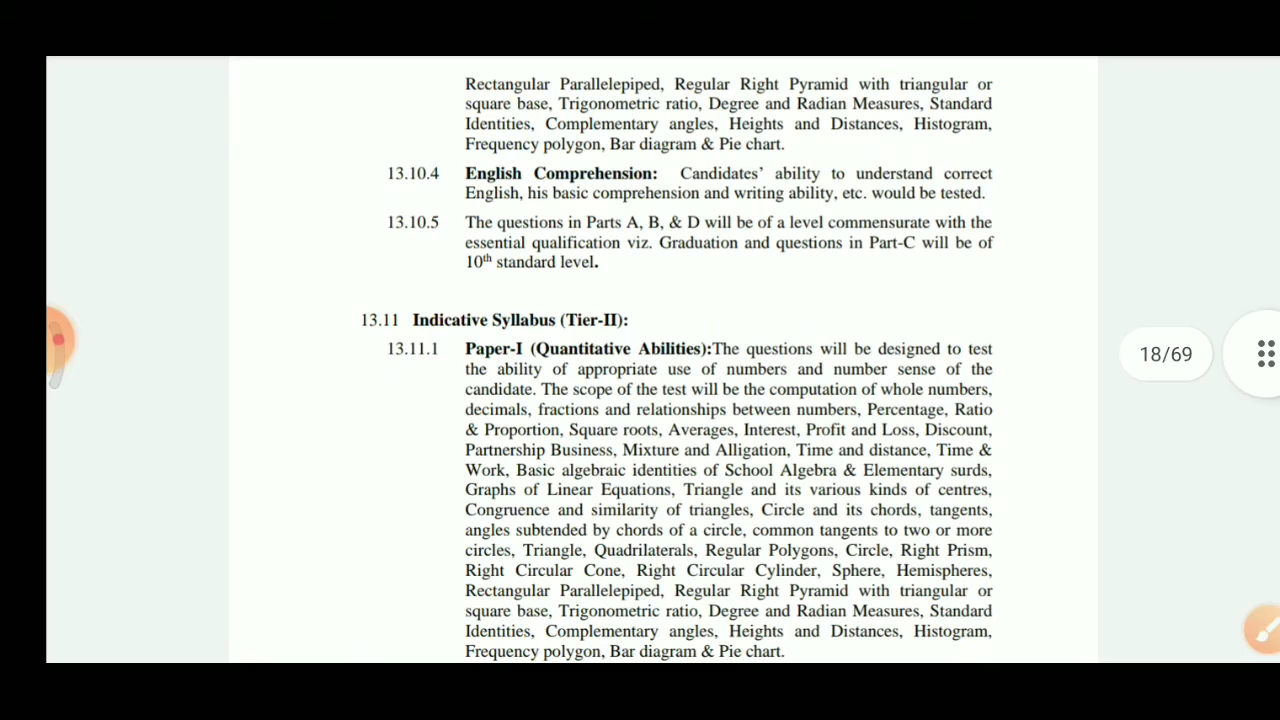 Rectangular Parallelepiped, Regular Right Pyramid with triangular or
square base, Trigonometric ratio, Degree and Radian Measures, Standard
Identities, Complementary angles, Heights and Distances, Histogram,
Frequency polygon, Bar diagram & Pie chart.
13.10.4 English Comprehension: Candidates' ability to understand correct
English, his basic comprehension and writing ability, etc. would be tested.
13.10.5 The questions in Parts A, B, & D will be of a level commensurate with the
essential qualification viz. Graduation and questions in Part-C will be of
10th standard level.
13.11 Indicative Syllabus (Tier-II):
13.11.1 Paper-I (Quantitative Abilities):The questions will be designed to test
the ability of appropriate use of numbers and number sense of the
candidate. The scope of the test will be the computation of whole numbers,
decimals, fractions and relationships between numbers, Percentage, Ratio
& Proportion, Square roots, Averages, Interest, Profit and Loss, Discount,
Partnership Business, Mixture and Alligation, Time and distance, Time &
Work, Basic algebraic identities of School Algebra & Elementary surds,
Graphs of Linear Equations, Triangle and its various kinds of centres,
Congruence and similarity of triangles, Circle and its chords, tangents,
angles subtended by chords of a circle, common tangents to two or more
circles, Triangle, Quadrilaterals, Regular Polygons, Circle, Right Prism,
Right Circular Cone, Right Circular Cylinder, Sphere, Hemispheres,
Rectangular Parallelepiped, Regular Right Pyramid with triangular or
square base, Trigonometric ratio, Degree and Radian Measures, Standard
Identities, Complementary angles, Heights and Distances, Histogram,
Frequency polygon, Bar diagram & Pie chart.
18/69